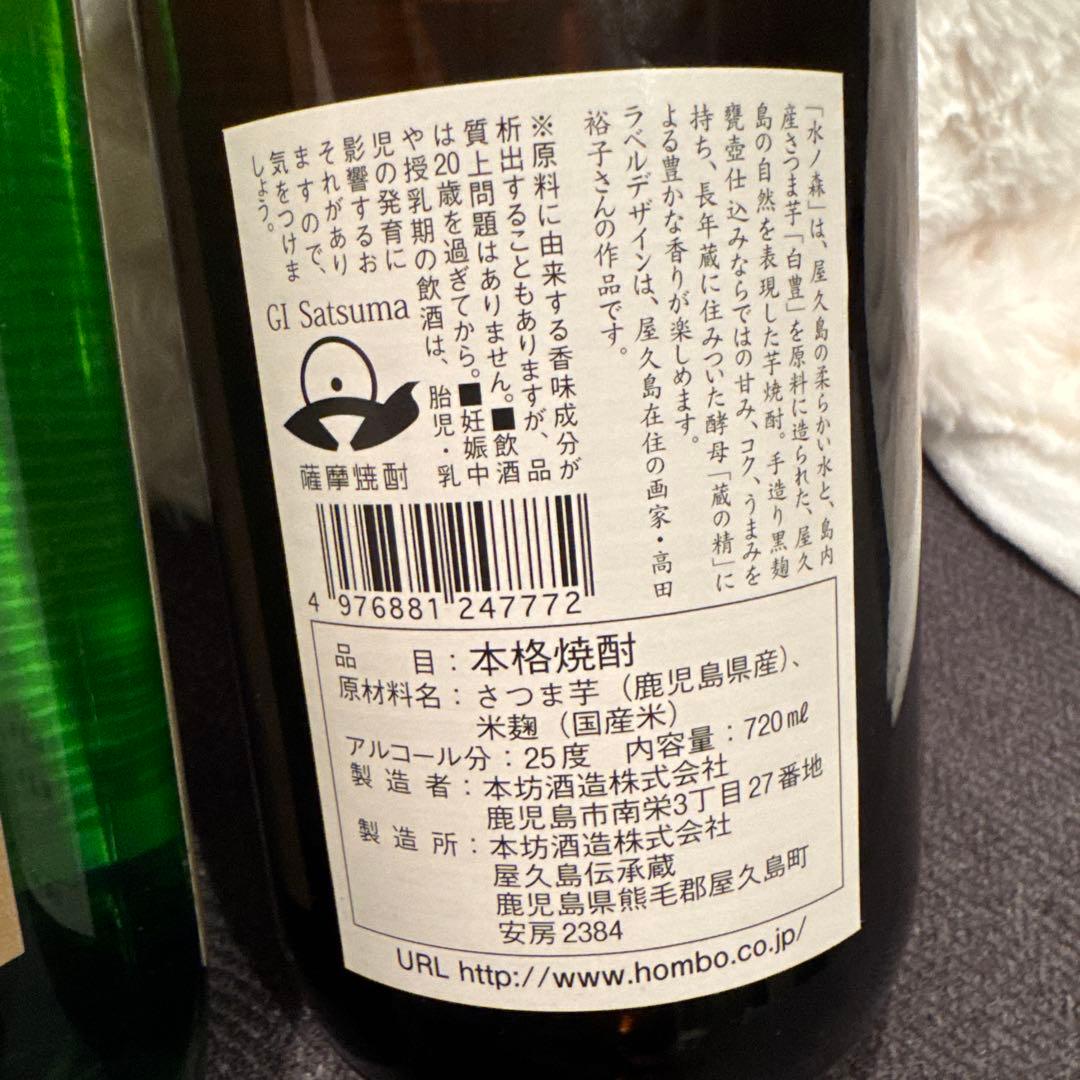 「水ノ森」は、屋久島の柔らかい水と、島内
産さつま芋「白豊」を原料に造られた、屋久
島の自然を表現した芋焼酎。手造り黒麹
甕壺仕込みならではの甘み、コク、うまみを
持ち、長年蔵に住みついた酵母「蔵の精」に
よる豊かな香りが楽しめます。
ラベルデザインは、屋久島在住の画家・高田
裕子さんの作品です。
※原料に由来する香味成分が
析出することもありますが、品
質上問題はありません。■飲酒
は20歳を過ぎてから。■妊娠中
や授乳期の飲酒は、胎児・乳
児の発育に
影響するお
それがあり
ますので、
気をつけま
しょう。
GI Satsuma
薩摩焼酎
4 976881 247772
品目：本格焼酎
原材料名：さつま芋（鹿児島県産）、
米麹（国産米）
アルコール分：25度 内容量：720ml
製造者：本坊酒造株式会社
鹿児島市南栄3丁目27番地
製造所：本坊酒造株式会社
屋久島伝承蔵
鹿児島県熊毛郡屋久島町
安房2384
URL http://www.hombo.co.jp/